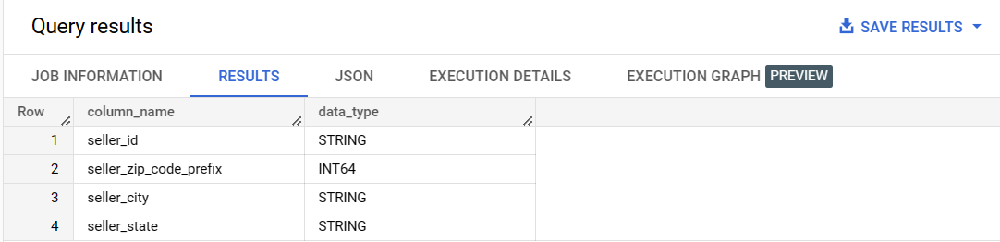 Query results
SAVE RESULTS
JOB INFORMATION RESULTS JSON EXECUTION DETAILS EXECUTION GRAPH PREVIEW
Row column_name data_type
1 seller_id STRING
2 seller_zip_code_prefix INT64
3 seller_city STRING
4 seller_state STRING